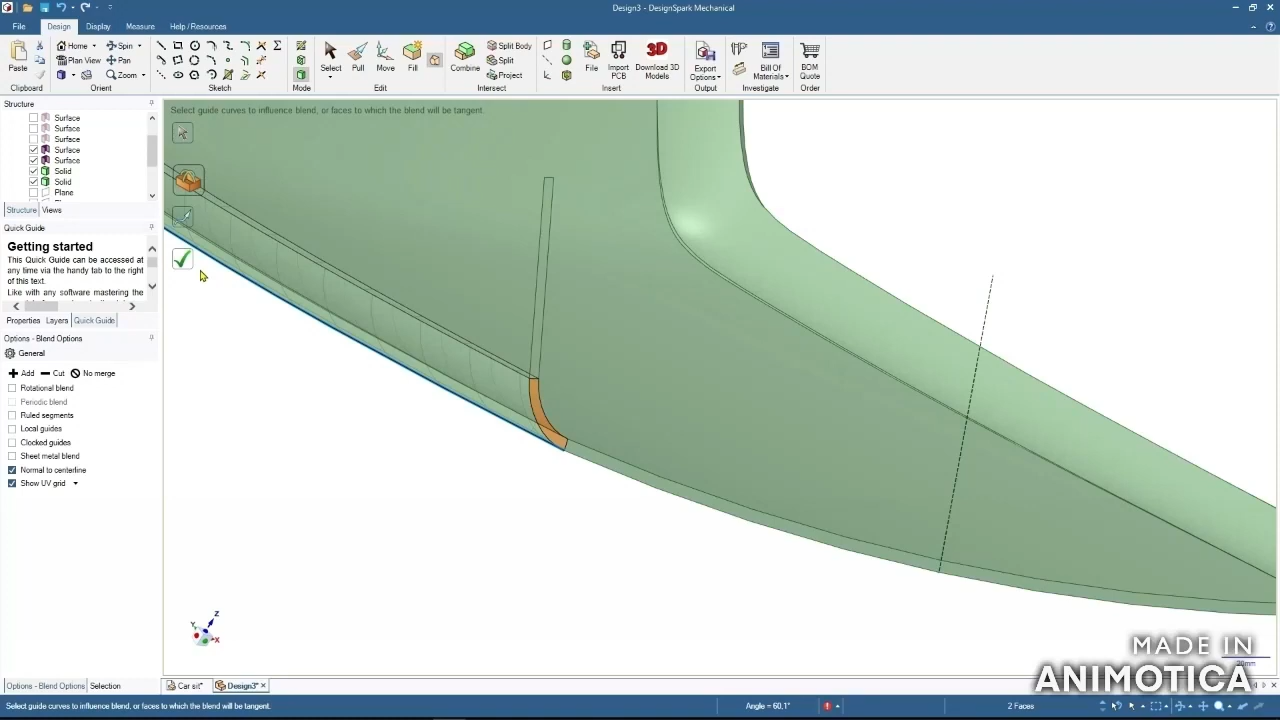 Design3 - DesignSpark Mechanical
File Design Display Measure Help / Resources
Paste
Clipboard
Home Spin
Plan View Pan
Zoom
Orient
Sketch
Mode
Select Pull Move Fill
Edit
Combine
Split Body
Split
Project
Intersect
File
Import PCB
Download 3D Models
3D
Insert
Export Options
Output
Bill Of Materials
Investigate
BOM Quote
Order
Structure
Surface
Surface
Surface
Surface
Surface
Solid
Solid
Plane
Structure Views
Quick Guide
Getting started
This Quick Guide can be accessed at
any time via the handy tab to the right
of this text.
Like with any software mastering the
Properties Layers Quick Guide
Options - Blend Options
General
Add Cut No merge
Rotational blend
Periodic blend
Ruled segments
Local guides
Clocked guides
Sheet metal blend
Normal to centerline
Show UV grid
Select guide curves to influence blend, or faces to which the blend will be tangent.
Z
Y
X
MADE IN
ANIMOTICA
20mm
Options - Blend Options Selection
Car sit* Design3*
Select guide curves to influence blend, or faces to which the blend will be tangent.
Angle = 60.1°
2 Faces